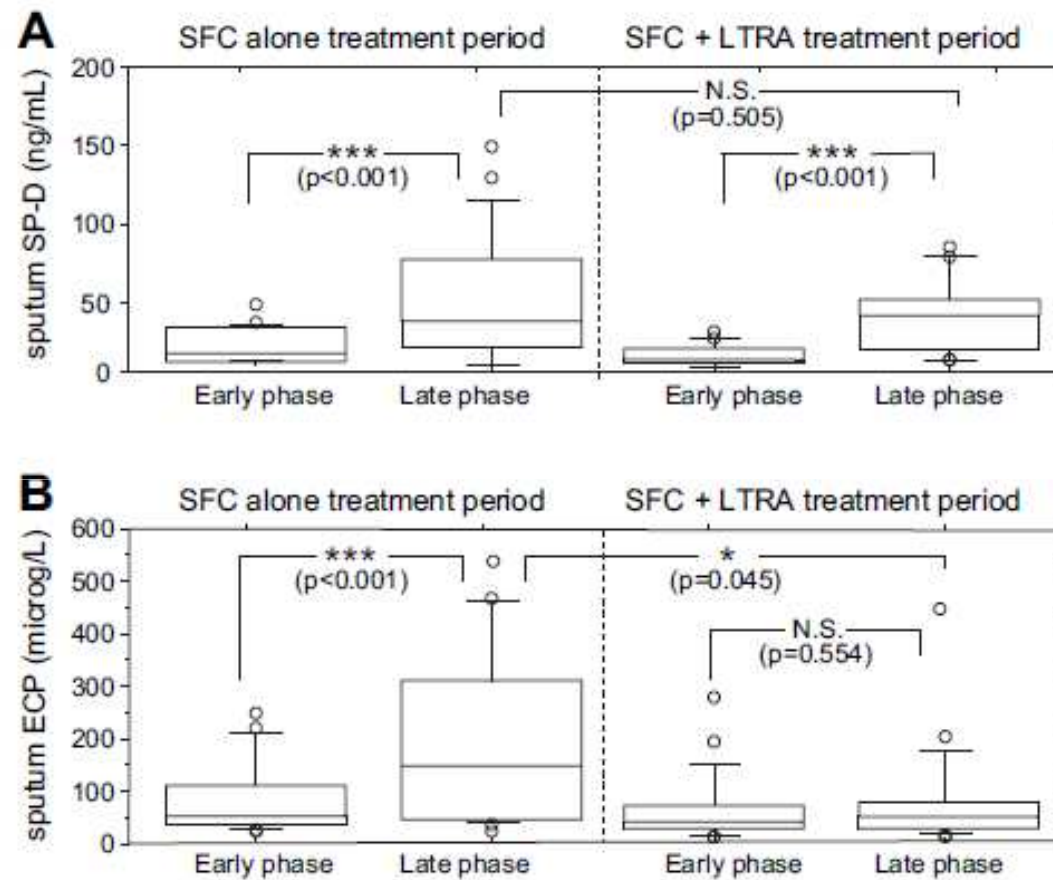 A
SFC alone treatment period SFC + LTRA treatment period
sputum SP-D (ng/mL)
200
150
100
50
0
N.S.
(p=0.505)
***
(p<0.001)
***
(p<0.001)
Early phase Late phase Early phase Late phase
B
SFC alone treatment period SFC + LTRA treatment period
sputum ECP (microg/L)
600
500
400
300
200
100
0
***
(p<0.001)
*
(p=0.045)
N.S.
(p=0.554)
Early phase Late phase Early phase Late phase